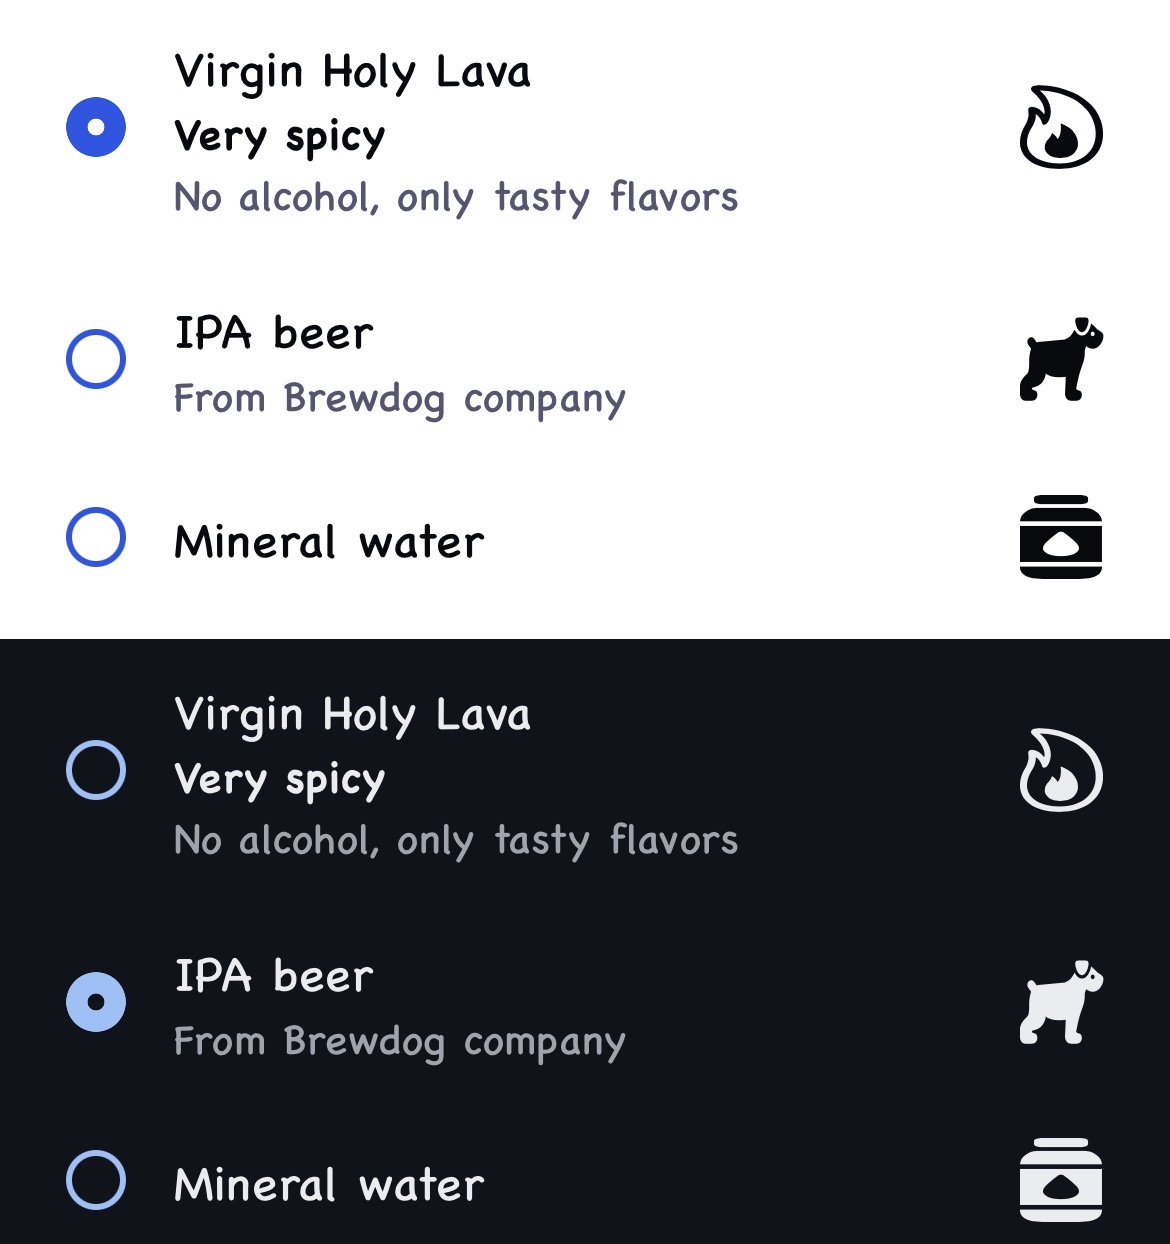 Virgin Holy Lava
Very spicy
No alcohol, only tasty flavors
IPA beer
From Brewdog company
Mineral water
Virgin Holy Lava
Very spicy
No alcohol, only tasty flavors
IPA beer
From Brewdog company
Mineral water